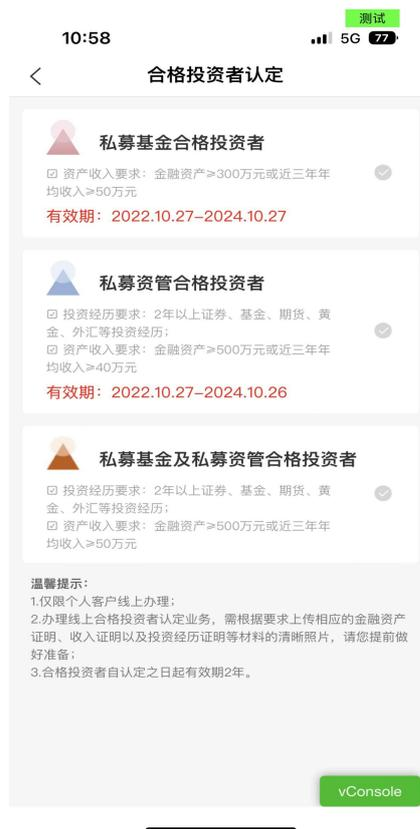 测试
10:58
5G 77
合格投资者认定
私募基金合格投资者
资产收入要求：金融资产≥300万元或近三年年
均收入≥50万元
有效期：2022.10.27-2024.10.27
私募资管合格投资者
投资经历要求：2年以上证券、基金、期货、黄
金、外汇等投资经历；
资产收入要求：金融资产≥500万元或近三年年
均收入≥40万元
有效期：2022.10.27-2024.10.26
私募基金及私募资管合格投资者
投资经历要求：2年以上证券、基金、期货、黄
金、外汇等投资经历；
资产收入要求：金融资产≥500万元或近三年年
均收入≥50万元
温馨提示：
1.仅限个人客户线上办理；
2.办理线上合格投资者认定业务，需根据要求上传相应的金融资产
证明、收入证明以及投资经历证明等材料的清晰照片，请您提前做
好准备；
3.合格投资者自认定之日起有效期2年。
vConsole